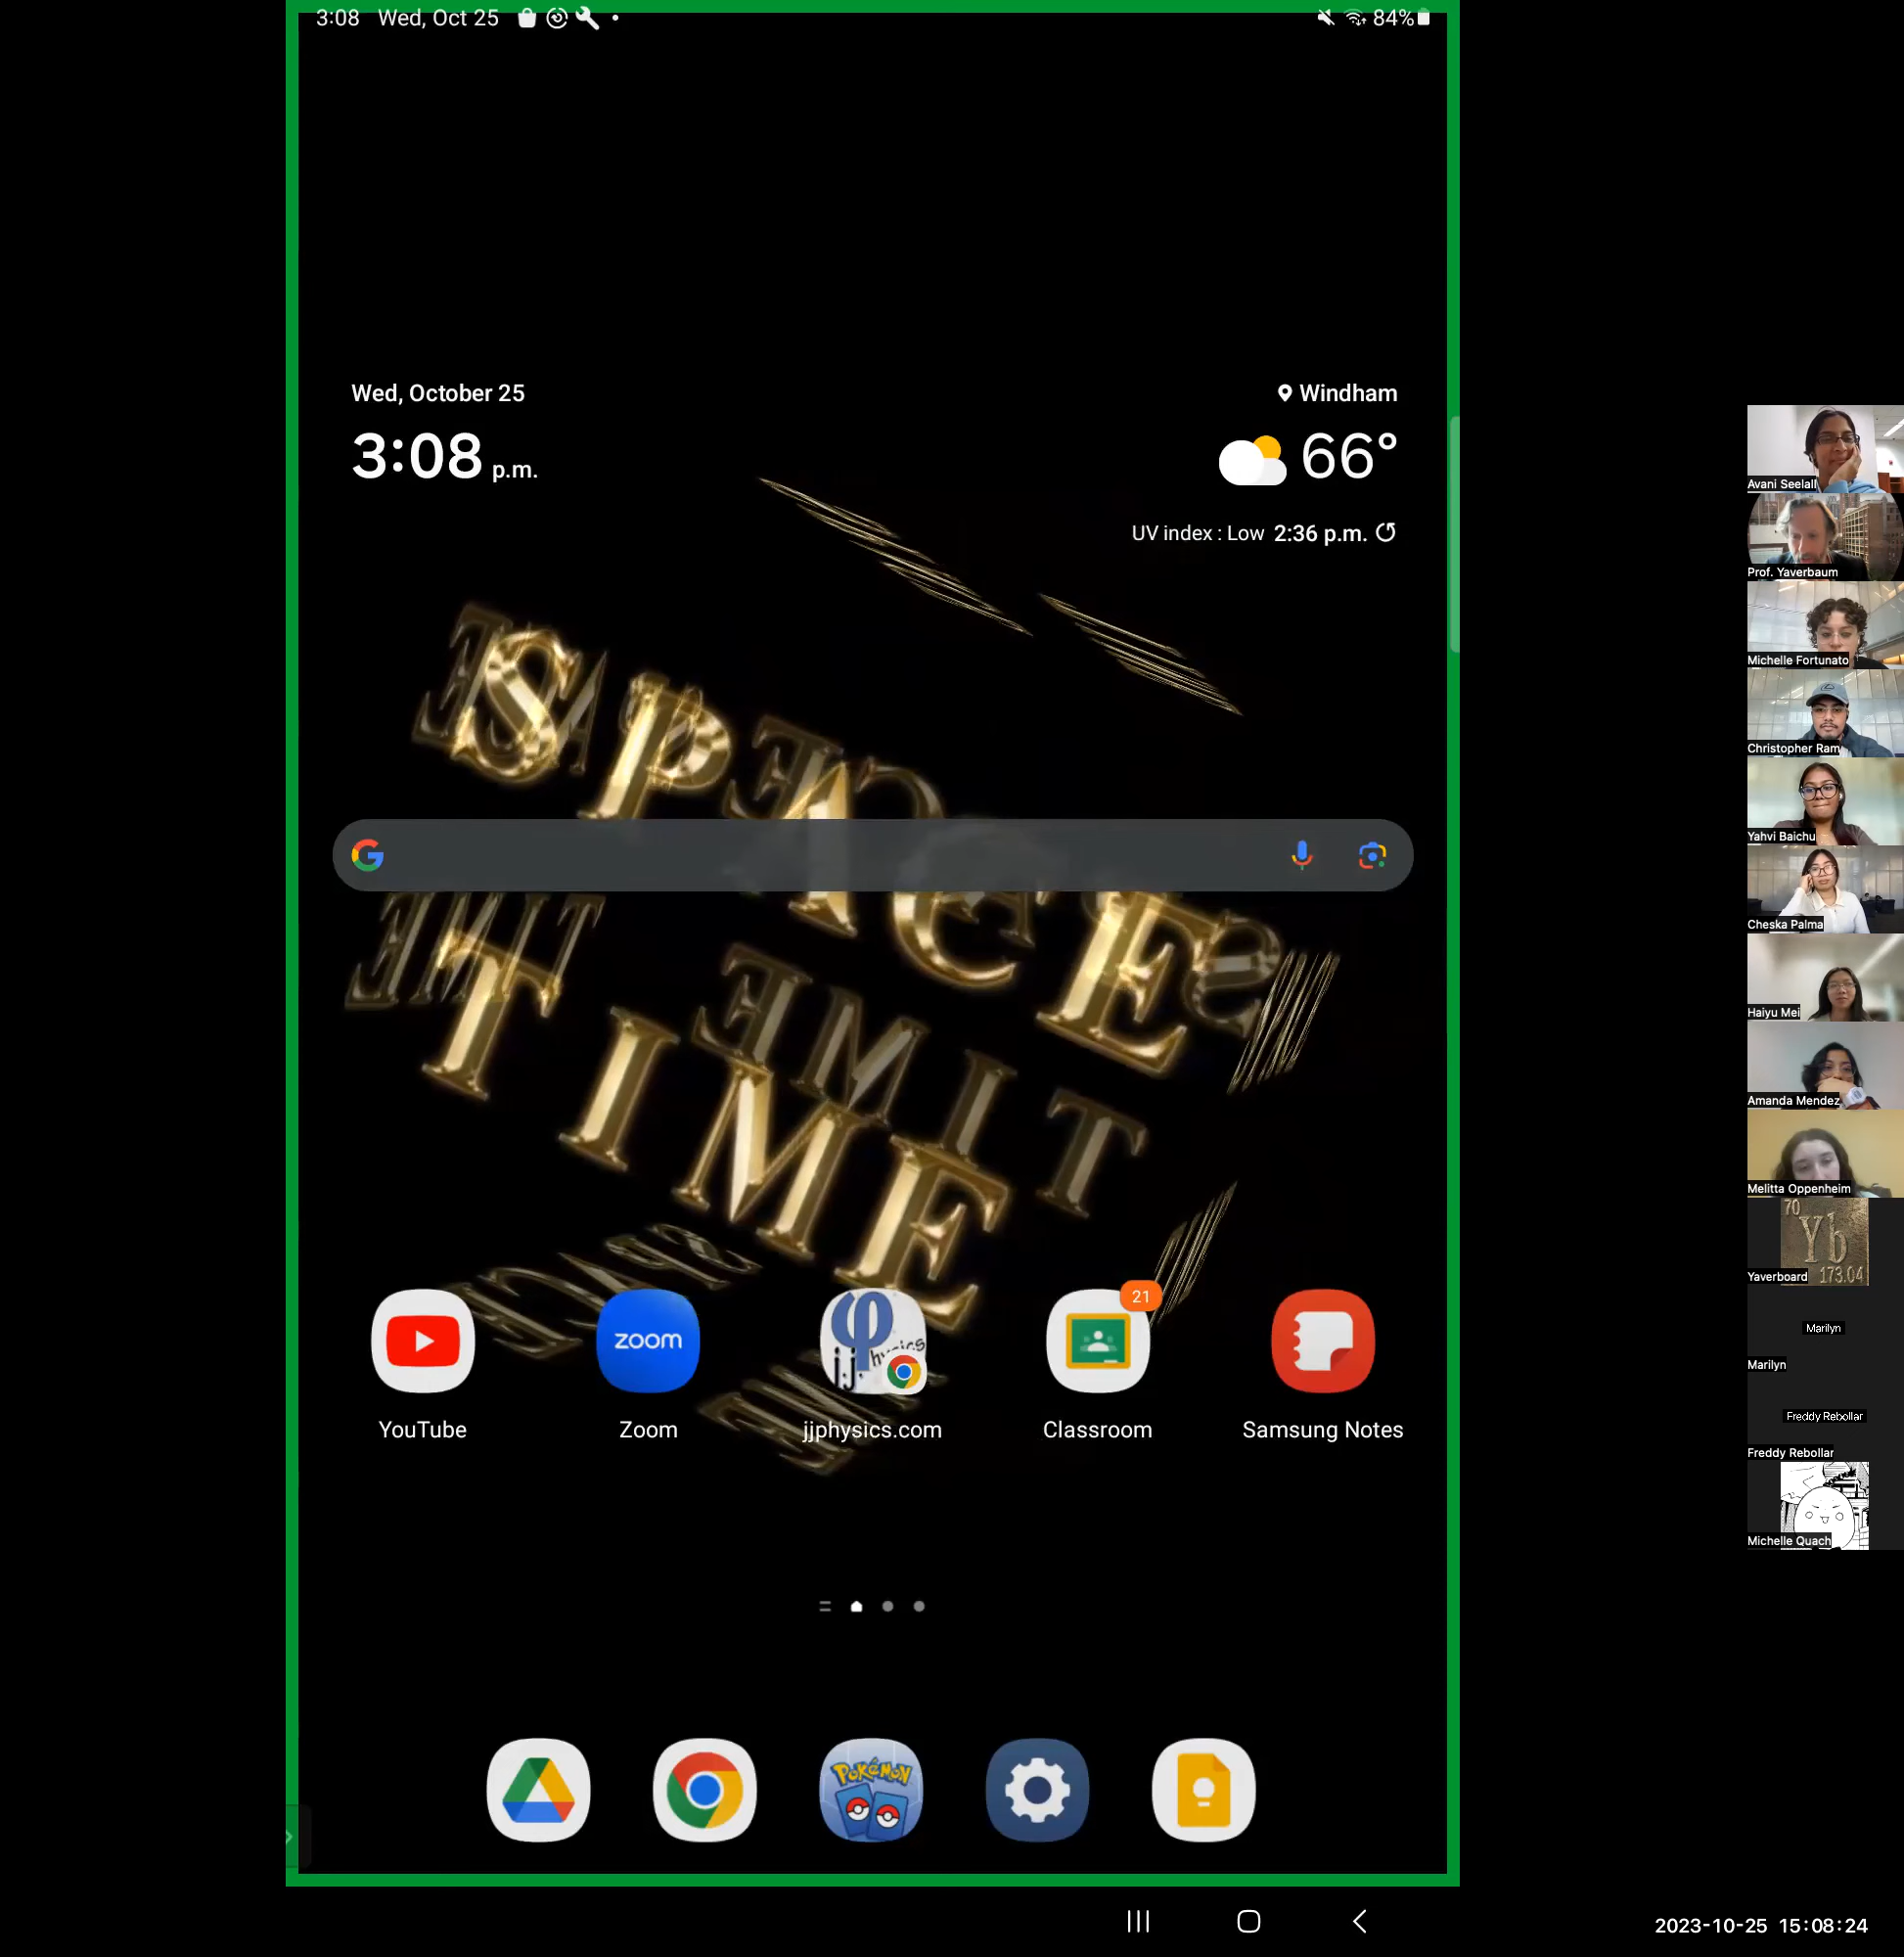 3:08 Wed, Oct 25
84%
Wed, October 25
3:08 p.m.
Windham
66°
UV index : Low 2:36 p.m.
SPACE
TIME
EMIT
YouTube
zoom
Zoom
φ
jj
jjphysics.com
21
Classroom
Samsung Notes
POKéMON
Avani Seelall
Prof. Yaverbaum
Michelle Fortunato
Christopher Ram
Yahvi Baichu
Cheska Palma
Haiyu Mei
Amanda Mendez
Melitta Oppenheim
70
Yb
173.04
Yaverboard
Marilyn
Marilyn
Freddy Rebollar
Freddy Rebollar
Michelle Quach
2023-10-25 15:08:24